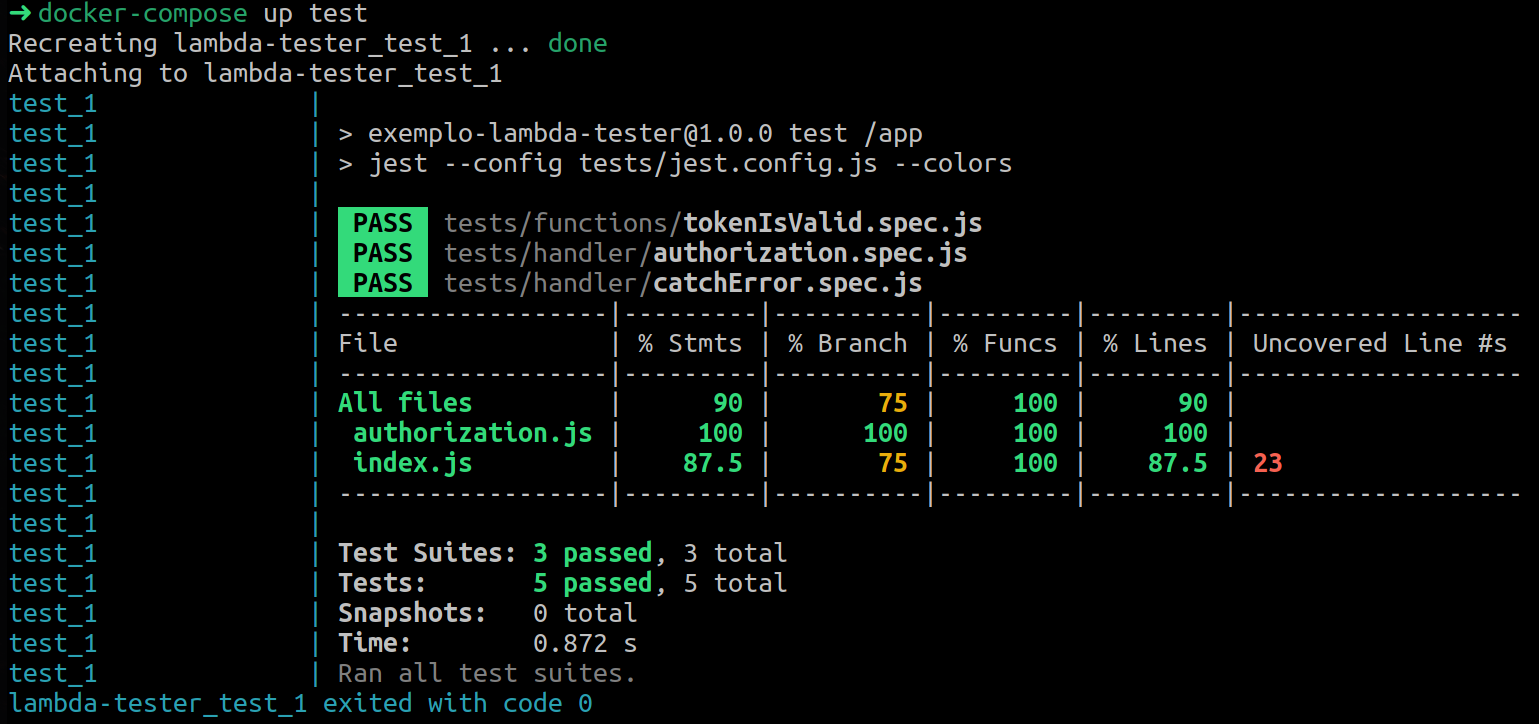 ➜ docker-compose up test
Recreating lambda-tester_test_1 ... done
Attaching to lambda-tester_test_1
test_1              |
test_1              | > exemplo-lambda-tester@1.0.0 test /app
test_1              | > jest --config tests/jest.config.js --colors
test_1              |
test_1              |  PASS  tests/functions/tokenIsValid.spec.js
test_1              |  PASS  tests/handler/authorization.spec.js
test_1              |  PASS  tests/handler/catchError.spec.js
test_1              | ------------------|---------|----------|---------|---------|-------------------
test_1              | File              | % Stmts | % Branch | % Funcs | % Lines | Uncovered Line #s
test_1              | ------------------|---------|----------|---------|---------|-------------------
test_1              | All files         |      90 |       75 |     100 |      90 |
test_1              |  authorization.js |     100 |      100 |     100 |     100 |
test_1              |  index.js         |    87.5 |       75 |     100 |    87.5 | 23
test_1              | ------------------|---------|----------|---------|---------|-------------------
test_1              |
test_1              | Test Suites: 3 passed, 3 total
test_1              | Tests:       5 passed, 5 total
test_1              | Snapshots:   0 total
test_1              | Time:        0.872 s
test_1              | Ran all test suites.
lambda-tester_test_1 exited with code 0